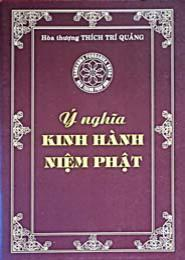 Hòa thượng THÍCH TRÍ QUẢNG
Ý nghĩa
KINH HÀNH
NIỆM PHẬT